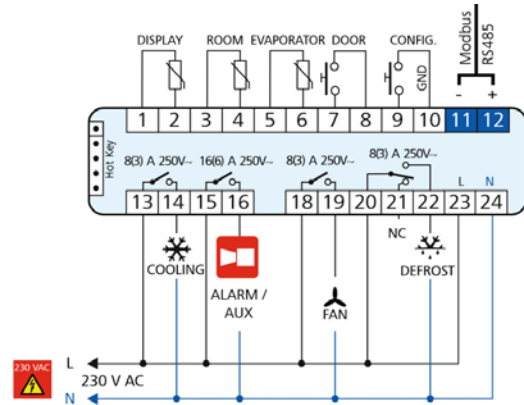 DISPLAY ROOM EVAPORATOR DOOR CONFIG.
GND
Modbus
RS485
- +
1 2 3 4 5 6 7 8 9 10 11 12
Hot Key
8(3) A 250V~ 16(6) A 250V~ 8(3) A 250V~ 8(3) A 250V~
L N
13 14 15 16 18 19 20 21 22 23 24
NC
COOLING
DEFROST
ALARM /
AUX
FAN
230 VAC
L
230 V AC
N